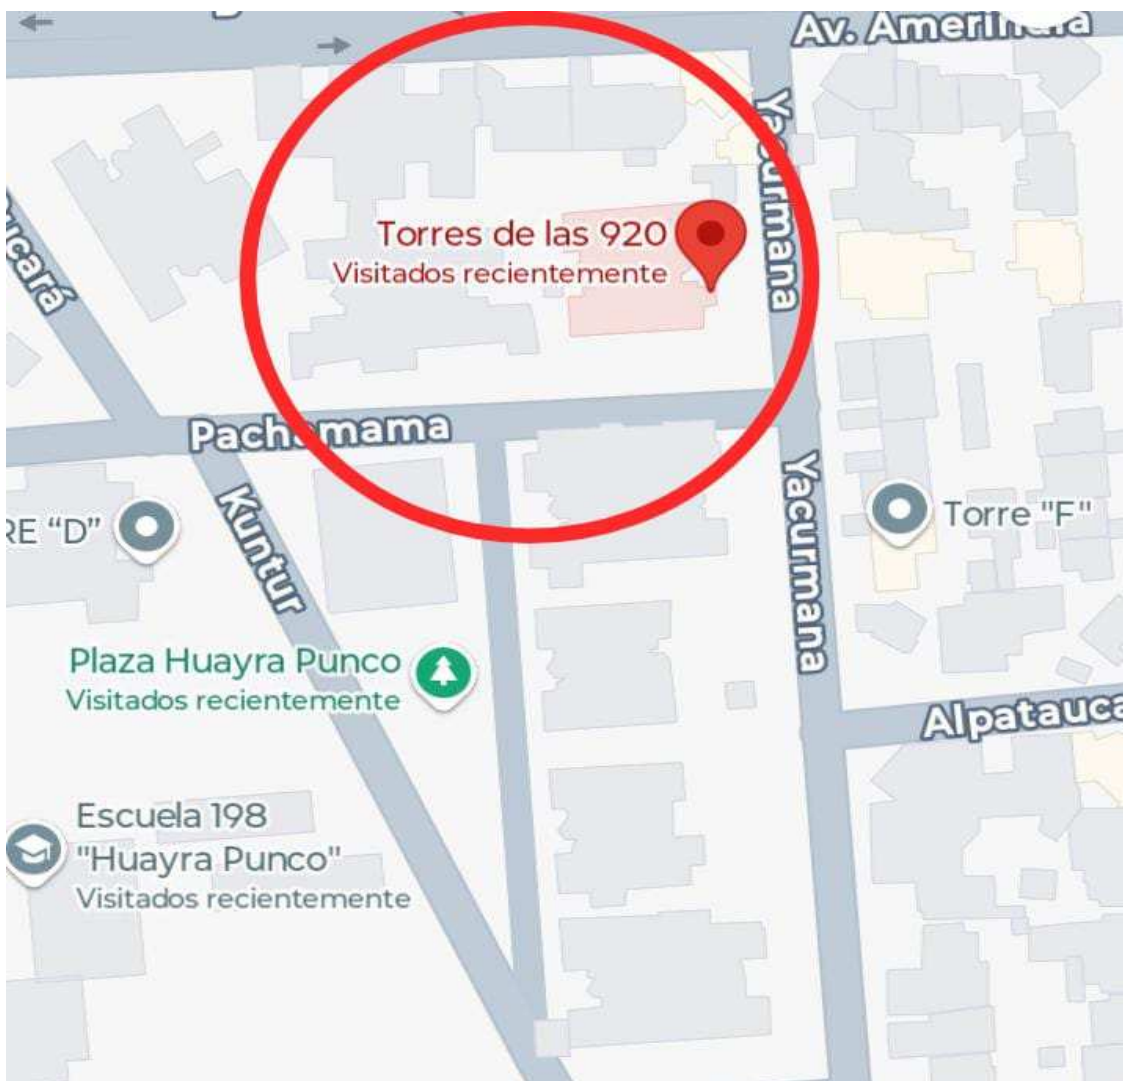 Av. Amerindia
Yacurmana
Torres de las 920
Visitados recientemente
Pachamama
Kuntur
Yacurmana
RE “D”
Torre "F"
Plaza Huayra Punco
Visitados recientemente
Alpatauca
Escuela 198
"Huayra Punco"
Visitados recientemente